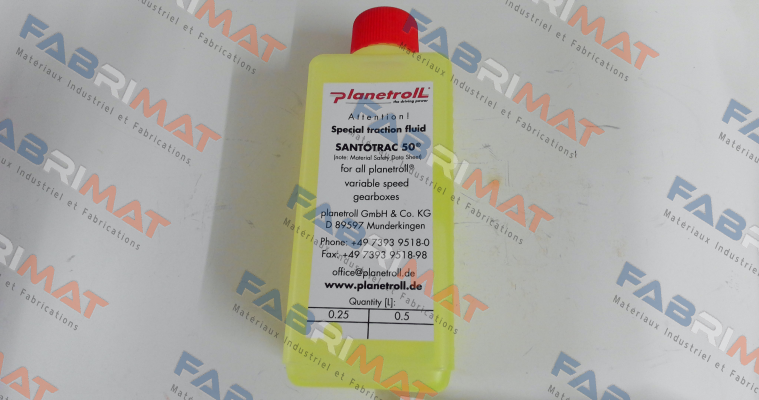 planetroll®
the driving power
Attention!
Special traction fluid
SANTOTRAC 50®
(note: Material Safety Data Sheet)
for all planetroll®
variable speed
gearboxes
planetroll GmbH & Co. KG
D 89597 Munderkingen
Phone: +49 7393 9518-0
Fax: +49 7393 9518-98
office@planetroll.de
www.planetroll.de
Quantity [L]:
0.25 0.5
FABRIMAT
Matériaux Industriel et Fabrications